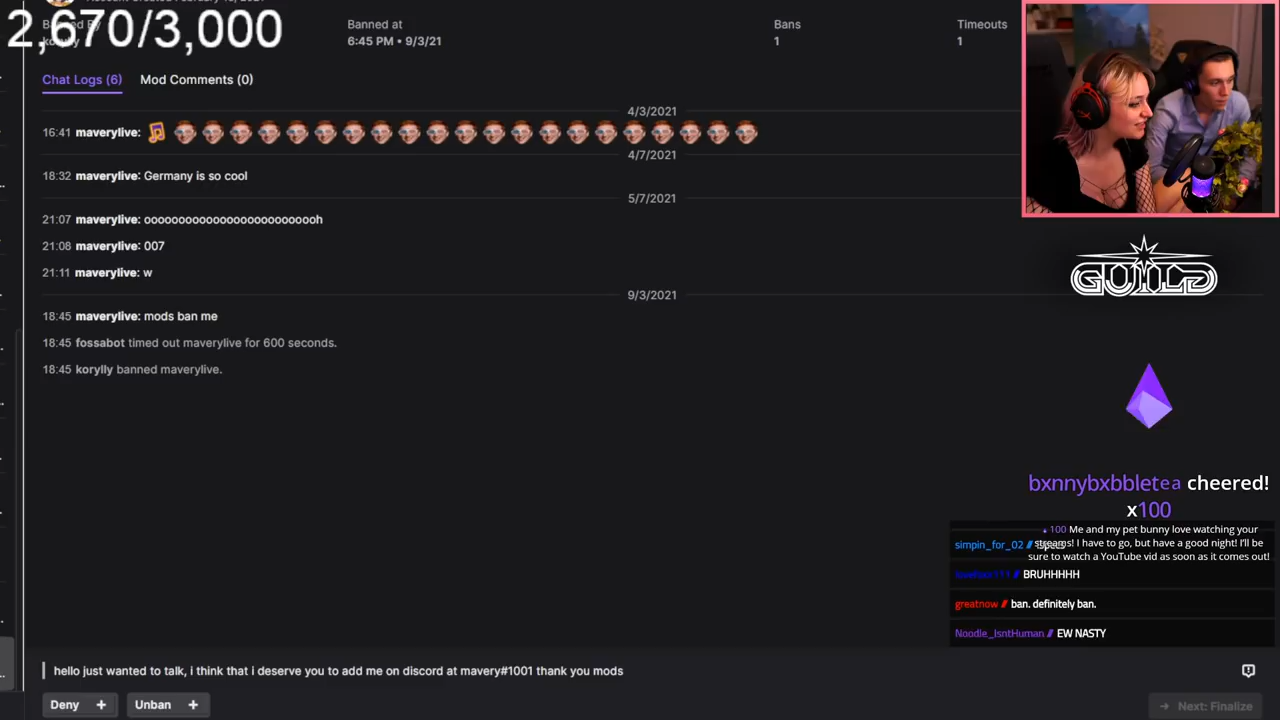 2,670/3,000
Banned at
Bans
Timeouts
6:45 PM • 9/3/21
1
1
Chat Logs (6)
Mod Comments (0)
4/3/2021
16:41 maverylive:
4/7/2021
18:32 maverylive: Germany is so cool
5/7/2021
21:07 maverylive: oooooooooooooooooooooooooh
21:08 maverylive: 007
21:11 maverylive: w
9/3/2021
18:45 maverylive: mods ban me
18:45 fossabot timed out maverylive for 600 seconds.
18:45 korylly banned maverylive.
GUILD
bxnnybxbbletea cheered!
x100
100 Me and my pet bunny love watching your
streams! I have to go, but have a good night! I'll be
sure to watch a YouTube vid as soon as it comes out!
simpin_for_02 //
// BRUHHHHH
greatnow // ban. definitely ban.
Noodle_IsntHuman // EW NASTY
hello just wanted to talk, i think that i deserve you to add me on discord at mavery#1001 thank you mods
Deny +
Unban +
→ Next: Finalize